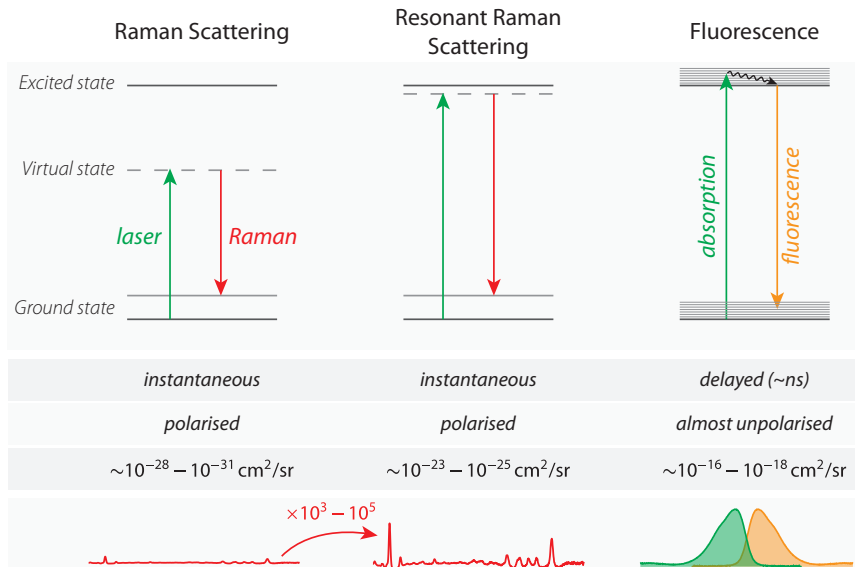 Raman Scattering
Resonant Raman
Scattering
Fluorescence
Excited state
Virtual state
laser
Raman
absorption
fluorescence
Ground state
instantaneous
instantaneous
delayed (~ns)
polarised
polarised
almost unpolarised
~10⁻²⁸ – 10⁻³¹ cm²/sr
~10⁻²³ – 10⁻²⁵ cm²/sr
~10⁻¹⁶ – 10⁻¹⁸ cm²/sr
×10³ – 10⁵